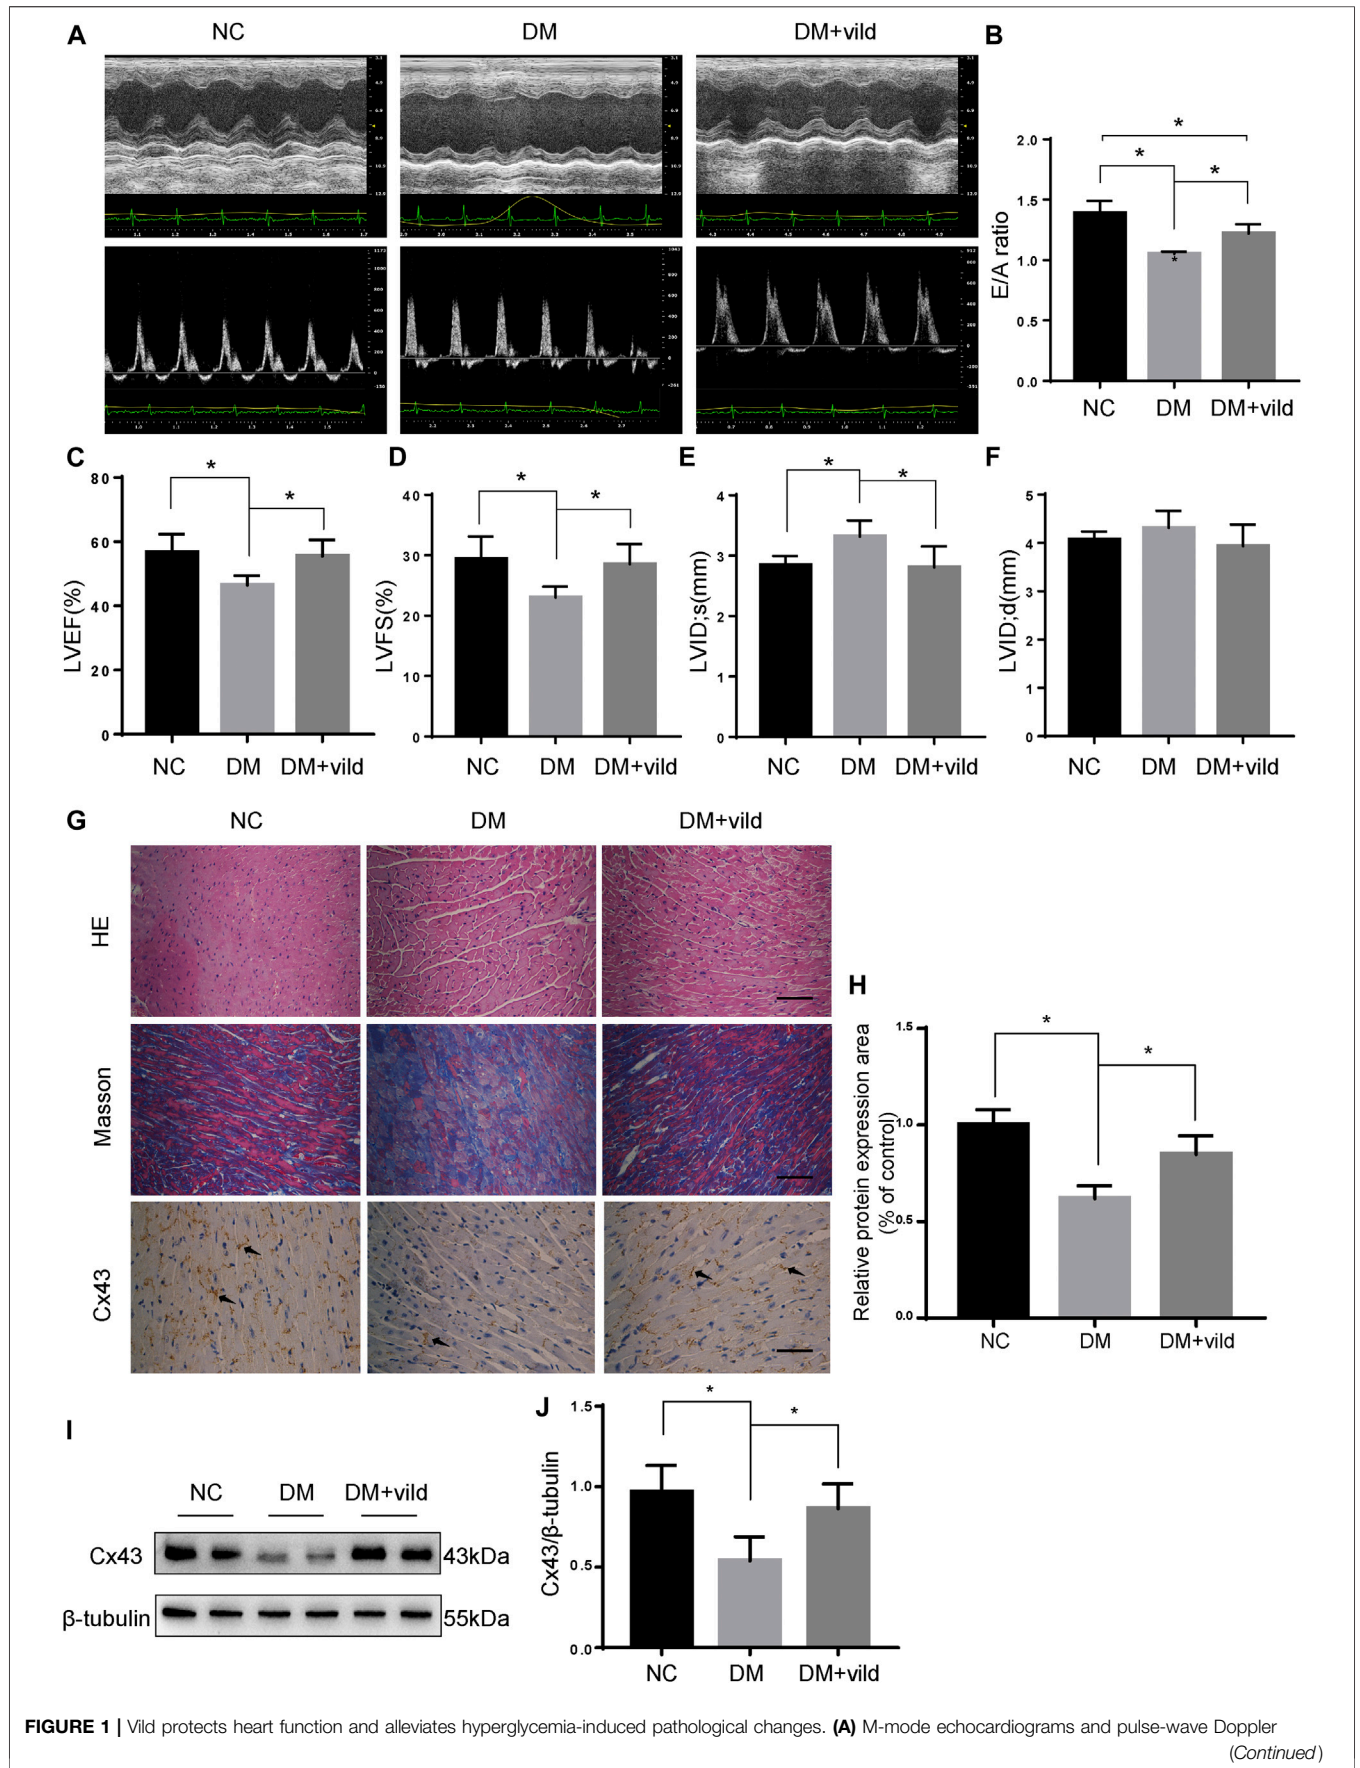 A NC DM DM+vild
B
E/A ratio
2.0
1.5
1.0
0.5
0.0
* * *
*
NC DM DM+vild
C
LVEF(%)
80
60
40
20
0
* *
NC DM DM+vild
D
LVFS(%)
40
30
20
10
0
* *
NC DM DM+vild
E
LVID;s(mm)
4
3
2
1
0
* *
NC DM DM+vild
F
LVID;d(mm)
5
4
3
2
1
0
NC DM DM+vild
G NC DM DM+vild
HE
Masson
Cx43
H
Relative protein expression area
(% of control)
1.5
1.0
0.5
0.0
* *
NC DM DM+vild
I
NC DM DM+vild
Cx43 43kDa
β-tubulin 55kDa
J
Cx43/β-tubulin
1.5
1.0
0.5
0.0
* *
NC DM DM+vild
FIGURE 1 | Vild protects heart function and alleviates hyperglycemia-induced pathological changes. (A) M-mode echocardiograms and pulse-wave Doppler
(Continued)